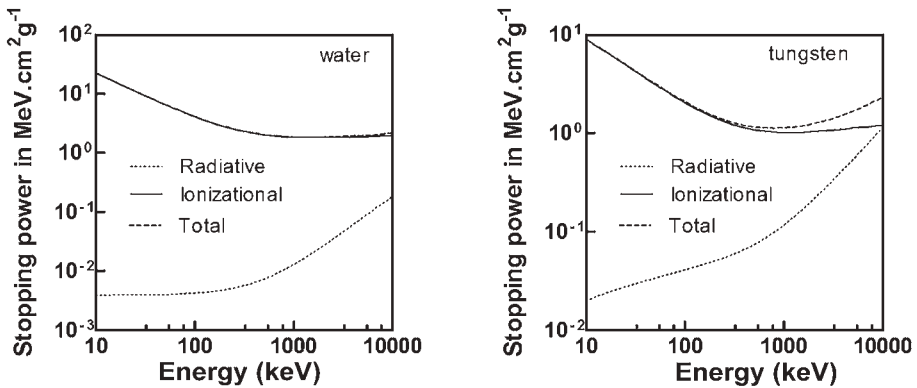 Stopping power in MeV.cm²g⁻¹
10²
10¹
10⁰
10⁻¹
10⁻²
10⁻³
water
Radiative
Ionizational
Total
10
100
1000
10000
Energy (keV)
Stopping power in MeV.cm²g⁻¹
10¹
10⁰
10⁻¹
10⁻²
tungsten
Radiative
Ionizational
Total
10
100
1000
10000
Energy (keV)